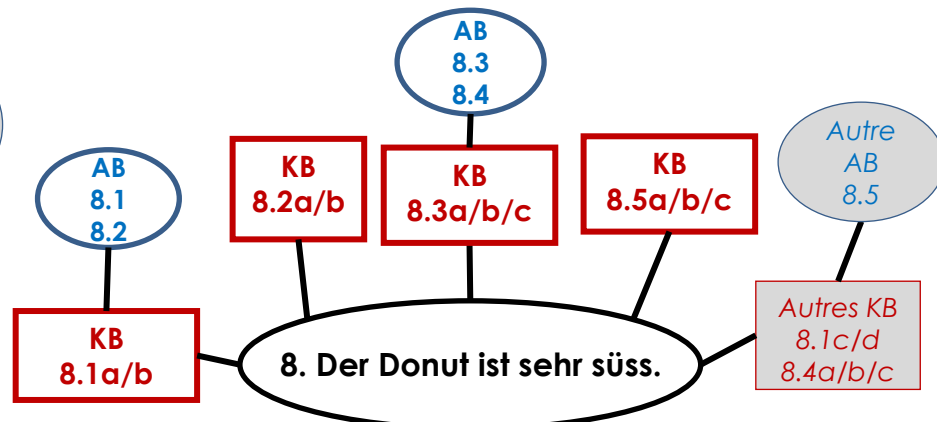 AB
8.3
8.4
Autre
AB
8.5
AB
8.1
8.2
KB
8.2a/b
KB
8.3a/b/c
KB
8.5a/b/c
Autres KB
8.1c/d
8.4a/b/c
KB
8.1a/b
8. Der Donut ist sehr süss.